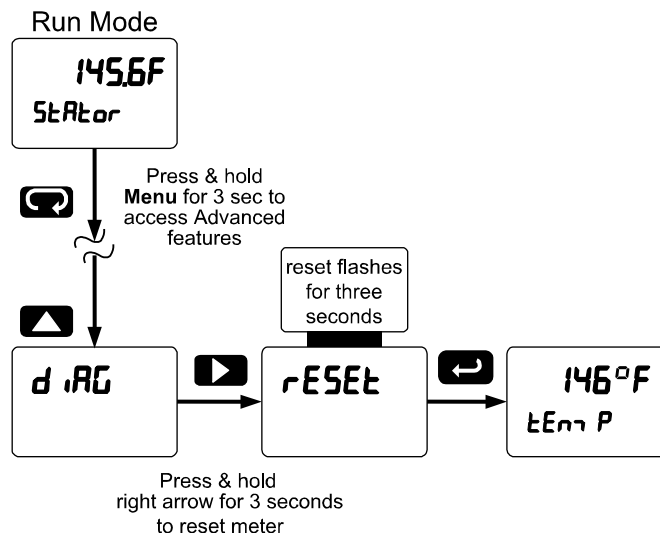 Run Mode
145.6F
StAtor
Press & hold
Menu for 3 sec to
access Advanced
features
reset flashes
for three
seconds
diAG
rESEt
146°F
tEmP
Press & hold
right arrow for 3 seconds
to reset meter